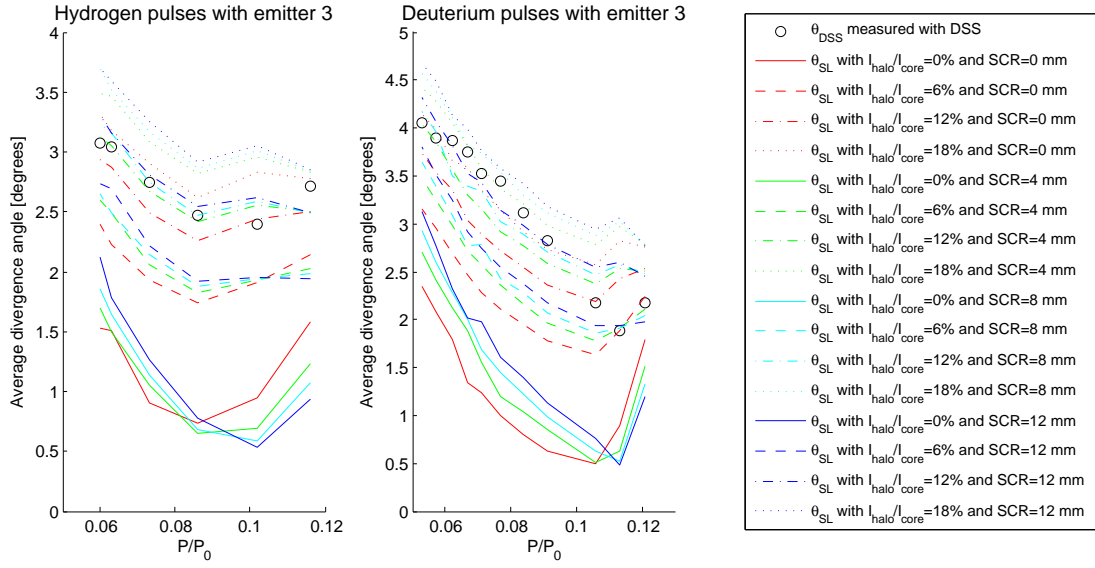 Hydrogen pulses with emitter 3
Average divergence angle [degrees]
4
3.5
3
2.5
2
1.5
1
0.5
0
0.06
0.08
0.1
0.12
P/P0
Deuterium pulses with emitter 3
Average divergence angle [degrees]
5
4.5
4
3.5
3
2.5
2
1.5
1
0.5
0
0.06
0.08
0.1
0.12
P/P0
θDSS measured with DSS
θSL with Ihalo/Icore=0% and SCR=0 mm
θSL with Ihalo/Icore=6% and SCR=0 mm
θSL with Ihalo/Icore=12% and SCR=0 mm
θSL with Ihalo/Icore=18% and SCR=0 mm
θSL with Ihalo/Icore=0% and SCR=4 mm
θSL with Ihalo/Icore=6% and SCR=4 mm
θSL with Ihalo/Icore=12% and SCR=4 mm
θSL with Ihalo/Icore=18% and SCR=4 mm
θSL with Ihalo/Icore=0% and SCR=8 mm
θSL with Ihalo/Icore=6% and SCR=8 mm
θSL with Ihalo/Icore=12% and SCR=8 mm
θSL with Ihalo/Icore=18% and SCR=8 mm
θSL with Ihalo/Icore=0% and SCR=12 mm
θSL with Ihalo/Icore=6% and SCR=12 mm
θSL with Ihalo/Icore=12% and SCR=12 mm
θSL with Ihalo/Icore=18% and SCR=12 mm